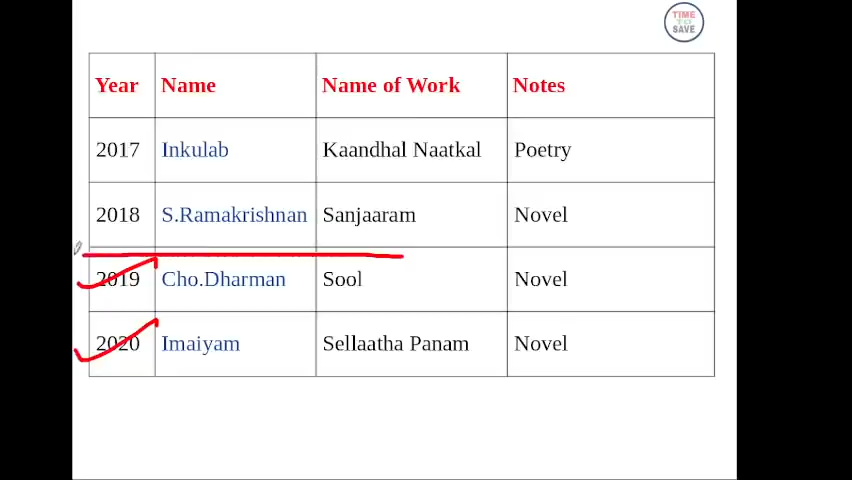 TIME
TO
SAVE
Year Name Name of Work Notes
2017 Inkulab Kaandhal Naatkal Poetry
2018 S.Ramakrishnan Sanjaaram Novel
2019 Cho.Dharman Sool Novel
2020 Imaiyam Sellaatha Panam Novel